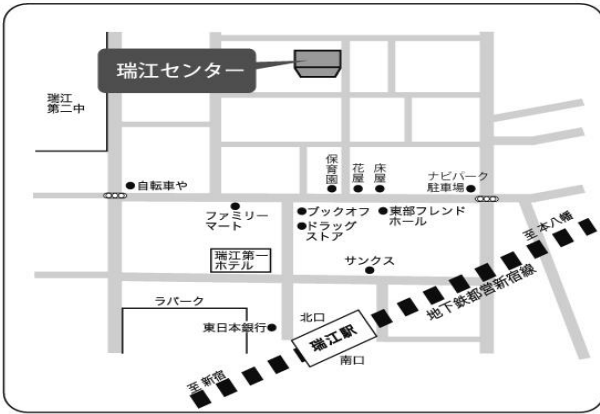 瑞江センター
瑞江
第二中
保育園
花屋
床屋
ナビパーク
駐車場
自転車や
ファミリー
マート
ブックオフ
ドラッグ
ストア
東部フレンド
ホール
至 本八幡
瑞江第一
ホテル
サンクス
地下鉄都営新宿線
ラパーク
北口
東日本銀行
瑞江駅
南口
至 新宿